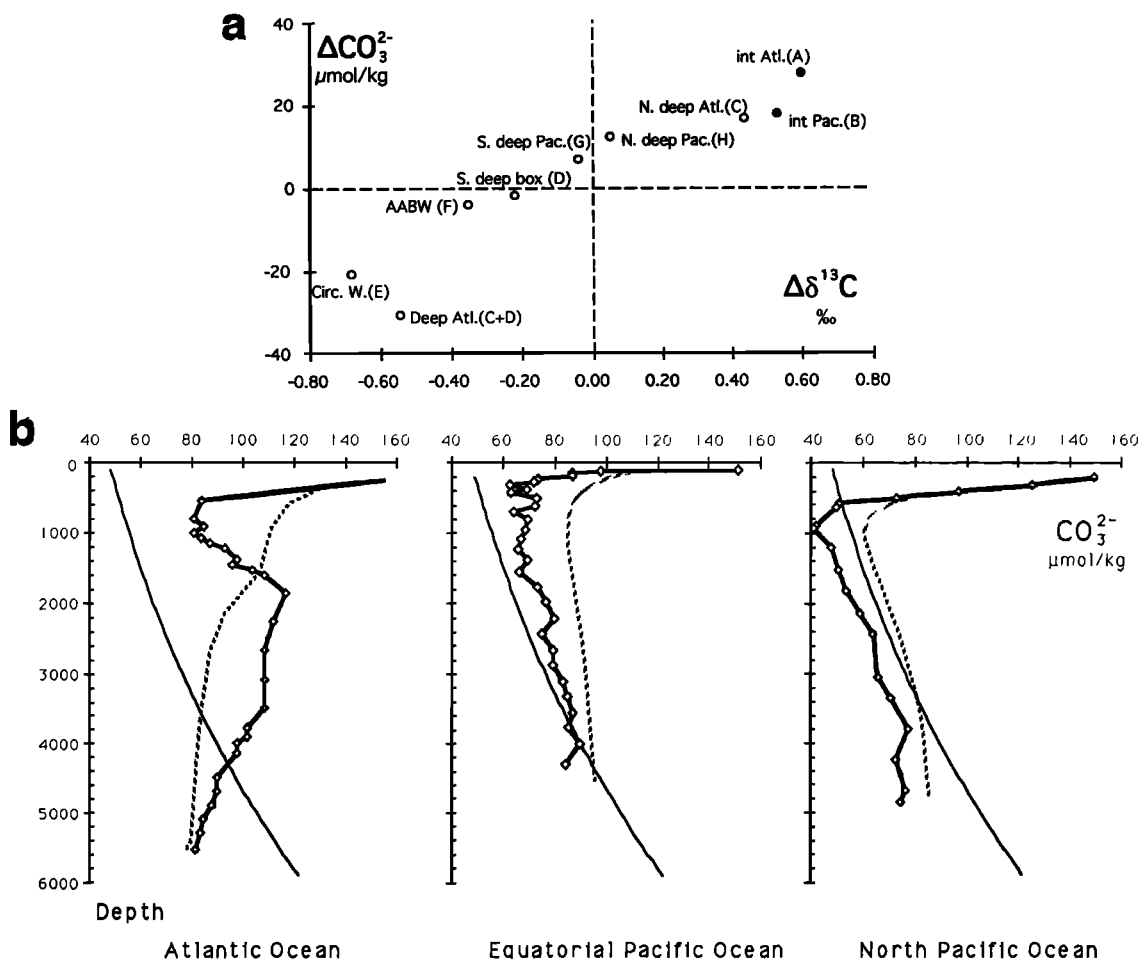 a
40
ΔCO₃²⁻
μmol/kg
int Atl.(A)
20
N. deep Atl.(C)
int Pac.(B)
S. deep Pac.(G)
N. deep Pac.(H)
S. deep box (D)
0
AABW (F)
-20
Circ. W.(E)
Deep Atl.(C+D)
Δδ¹³C
‰
-40
-0.80 -0.60 -0.40 -0.20 0.00 0.20 0.40 0.60 0.80
b
40 60 80 100 120 140 160
40 60 80 100 120 140 160
40 60 80 100 120 140 160
0
1000
2000
3000
4000
5000
6000
CO₃²⁻
μmol/kg
Depth
Atlantic Ocean
Equatorial Pacific Ocean
North Pacific Ocean